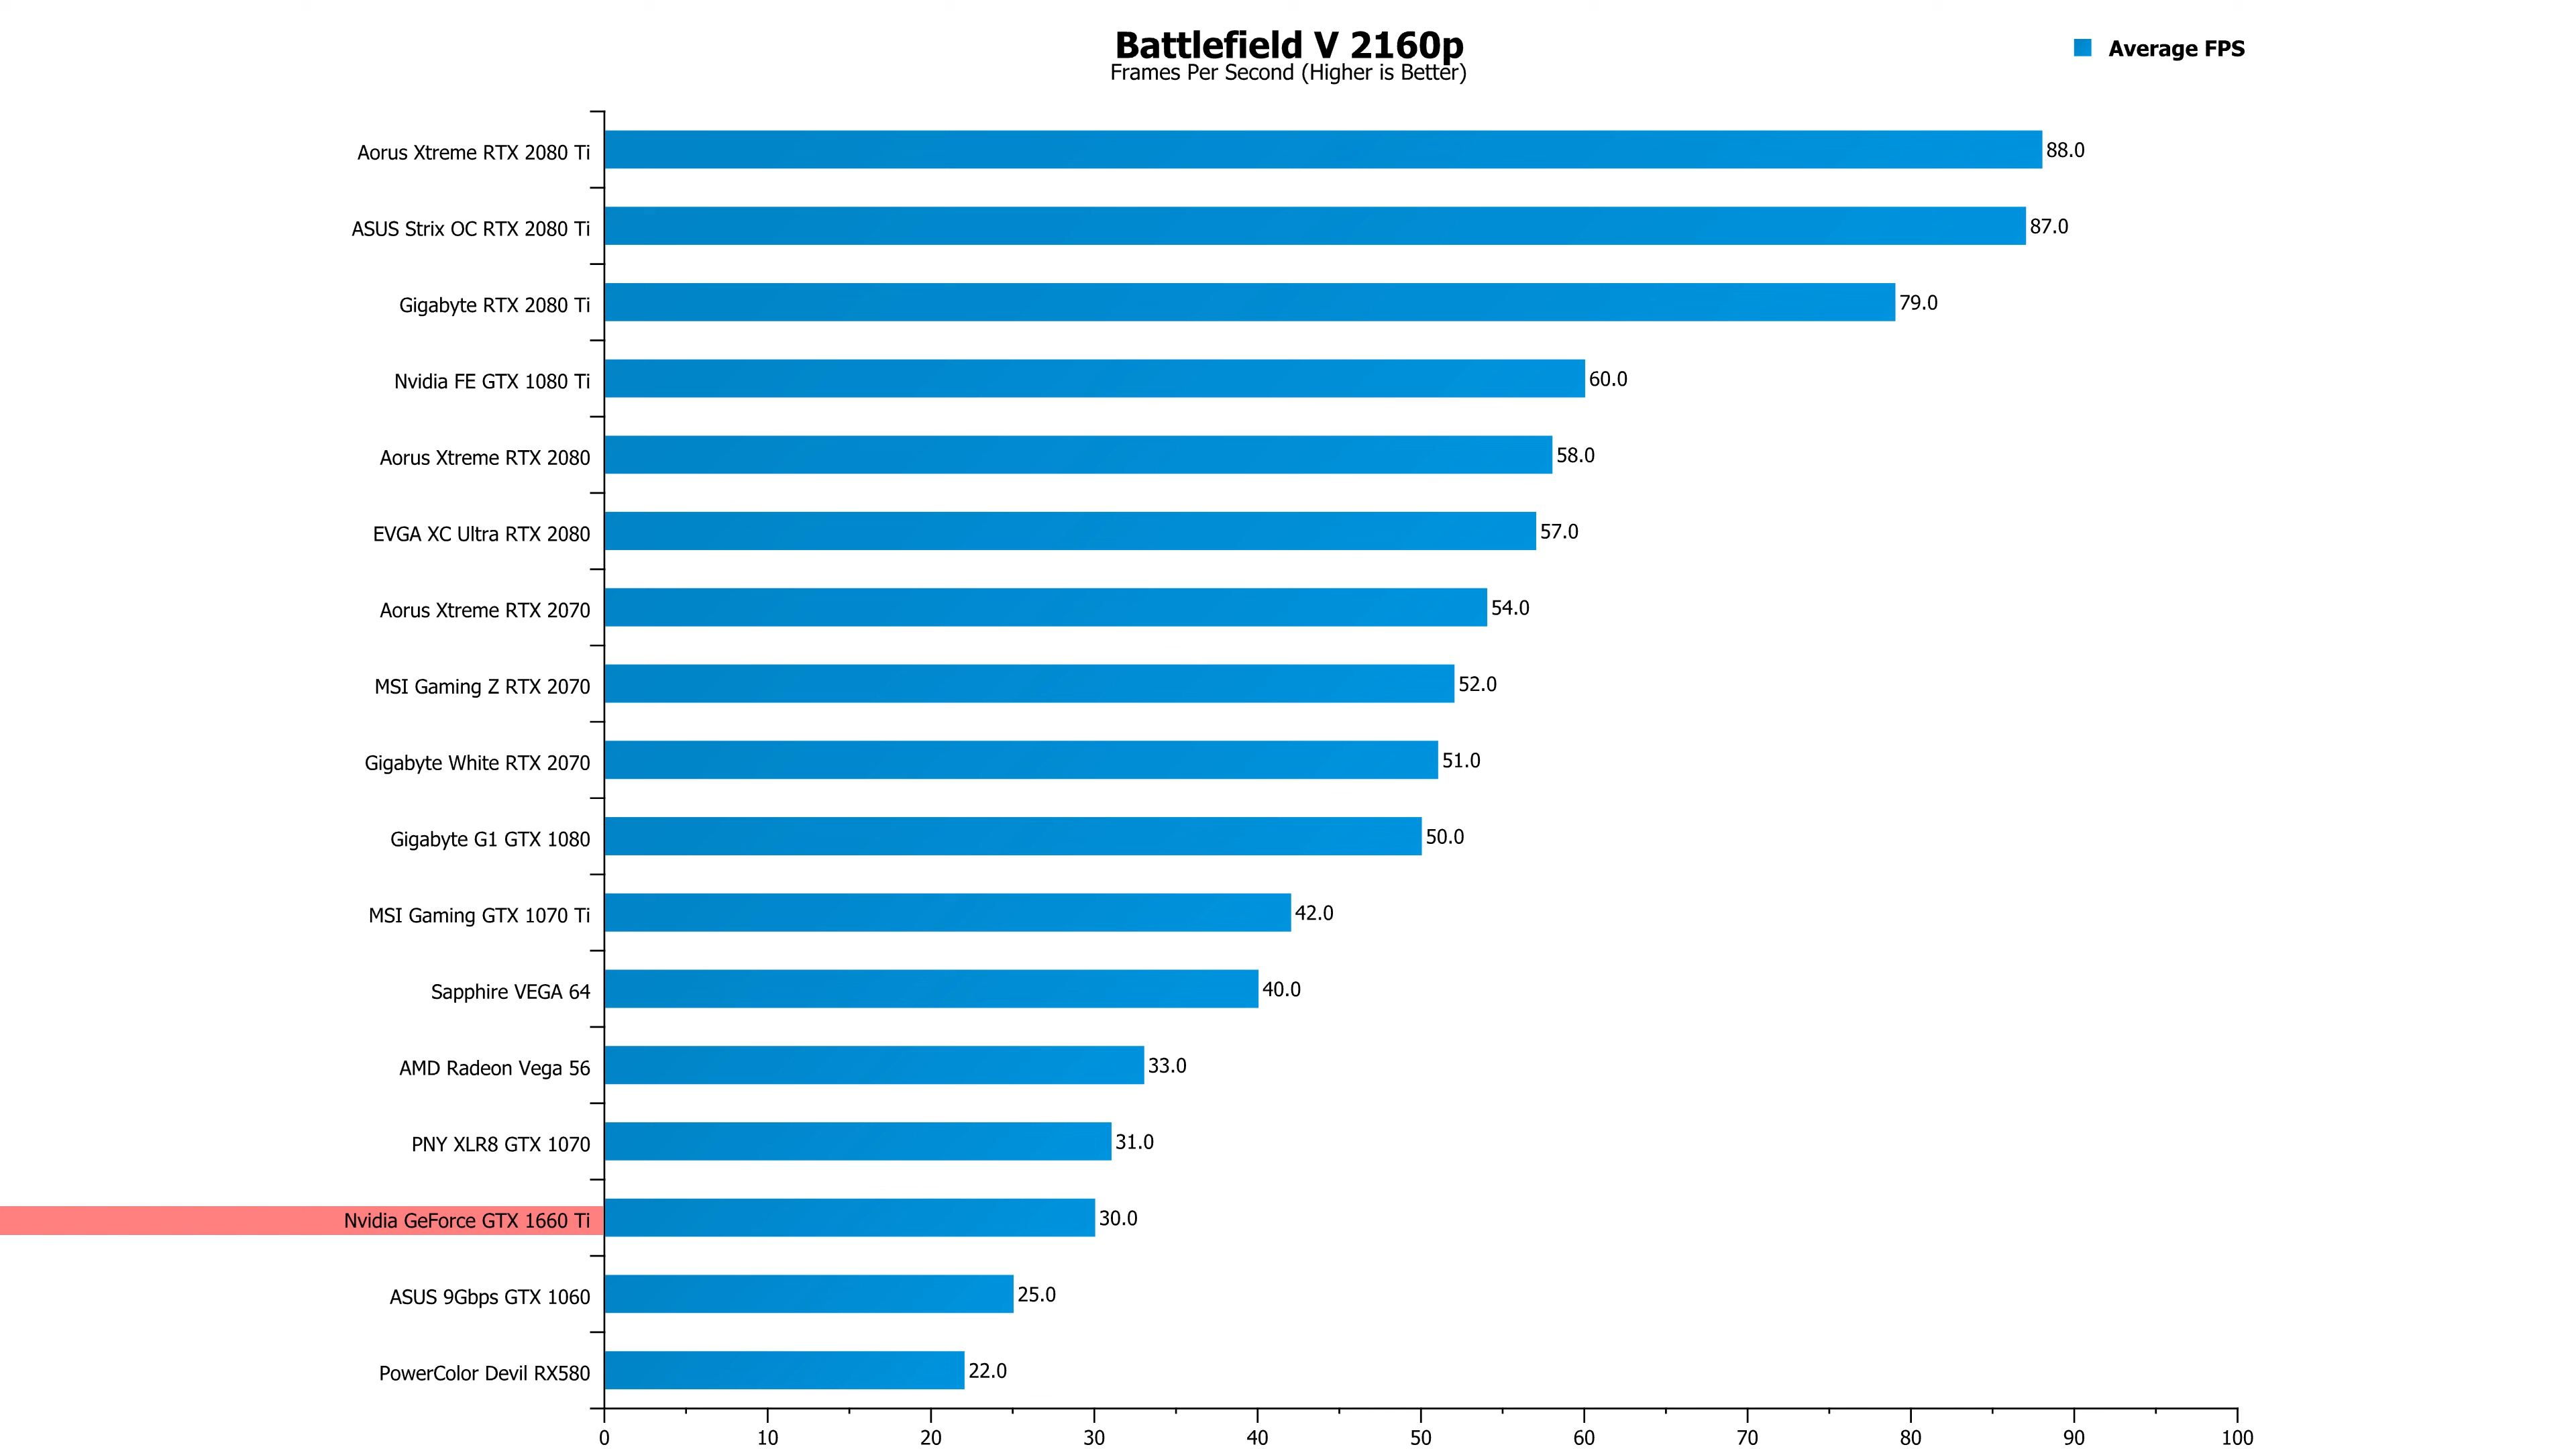 Battlefield V 2160p
Frames Per Second (Higher is Better)
Average FPS
Aorus Xtreme RTX 2080 Ti 88.0
ASUS Strix OC RTX 2080 Ti 87.0
Gigabyte RTX 2080 Ti 79.0
Nvidia FE GTX 1080 Ti 60.0
Aorus Xtreme RTX 2080 58.0
EVGA XC Ultra RTX 2080 57.0
Aorus Xtreme RTX 2070 54.0
MSI Gaming Z RTX 2070 52.0
Gigabyte White RTX 2070 51.0
Gigabyte G1 GTX 1080 50.0
MSI Gaming GTX 1070 Ti 42.0
Sapphire VEGA 64 40.0
AMD Radeon Vega 56 33.0
PNY XLR8 GTX 1070 31.0
Nvidia GeForce GTX 1660 Ti 30.0
ASUS 9Gbps GTX 1060 25.0
PowerColor Devil RX580 22.0
0 10 20 30 40 50 60 70 80 90 100